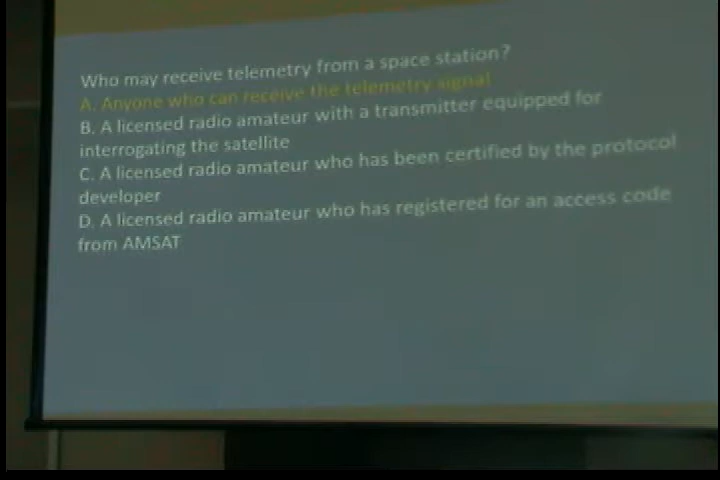 Who may receive telemetry from a space station?
A. Anyone who can receive the telemetry signal
B. A licensed radio amateur with a transmitter equipped for
interrogating the satellite
C. A licensed radio amateur who has been certified by the protocol
developer
D. A licensed radio amateur who has registered for an access code
from AMSAT